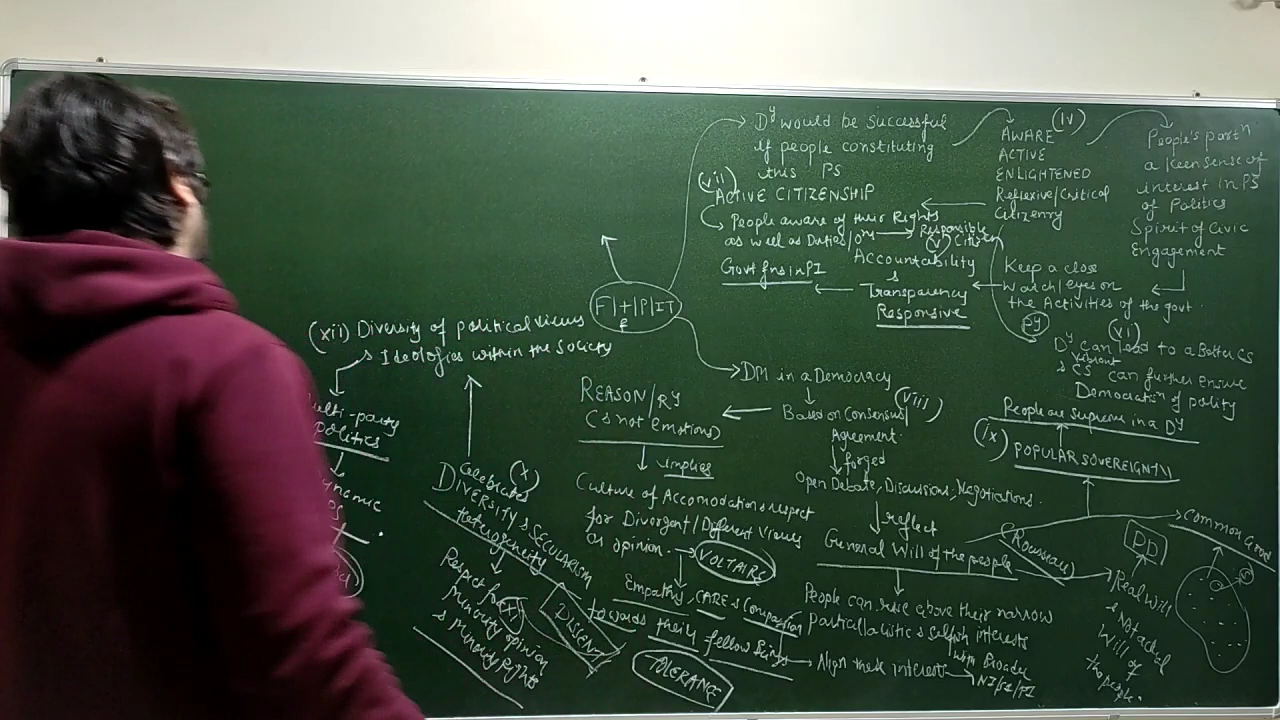 Dy would be successful
if people constituting
this PS
(iv)
AWARE
ACTIVE
ENLIGHTENED
Reflexive/Critical
Citizenry
People's partn
a keen sense of
interest in PS
of Politics
Spirit of Civic
Engagement
(vii)
ACTIVE CITIZENSHIP
People aware of their Rights
as well as Duties/
Responsible
Citizen
(v)
Accountability
&
Transparency
Responsive
Govt fns in PI
Keep a close
watch/eyes on
the Activities of the govt
Py
(vi)
Dy can lead to a Better CS
& vibrant
CS can further ensure
Democratisn of polity
DM in a Democracy
(viii)
Based on Consensus/
Agreement.
forged
Open Debate, Discussions, Negotiations.
reflect
General Will of the people
(Rousseau)
People can raise above their narrow
particularlistic & selfish interests
Align their interests
with Broader
NI/SI/PI
People are supreme in a Dy
(ix)
POPULAR SOVEREIGNTY
Common Good
DD
Real will
& Not actual
Will of
the people.
REASON/Ry
(& not emotions)
implies
Culture of Accomodation & respect
for Divergent/Different views
as opinion.
VOLTAIRE
Empathy, CARE & Compassion
towards their fellow Beings
TOLERANCE
(x)
Celebrates
DIVERSITY & SECULARISM
heterogeneity
DISSENT
(xi)
Respect for
Minority opinion
& Minority Rights
(xii) Diversity of political views
& Ideologies within the Society
Multi-party
Politics